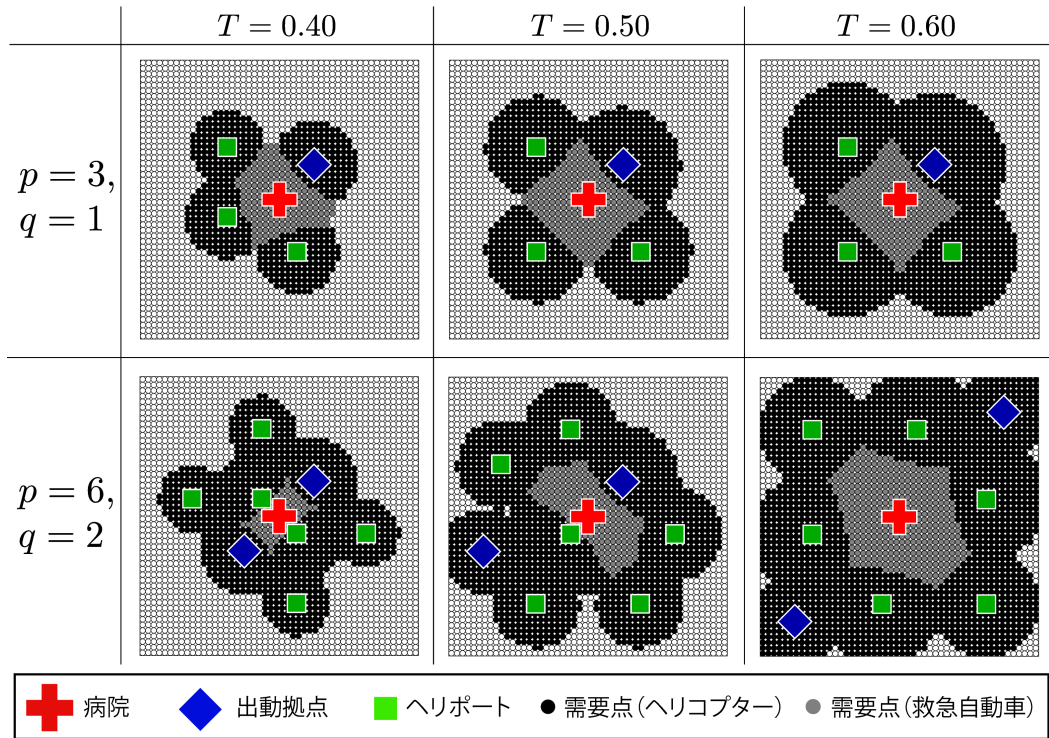 T = 0.40 T = 0.50 T = 0.60
p = 3,
q = 1
p = 6,
q = 2
病院 出動拠点 ヘリポート 需要点(ヘリコプター) 需要点(救急自動車)